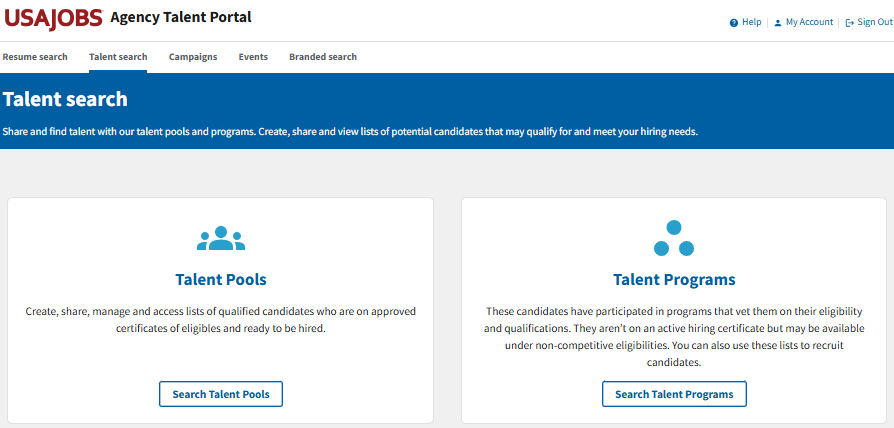 USAJOBS Agency Talent Portal
Help | My Account | Sign Out
Resume search Talent search Campaigns Events Branded search
Talent search
Share and find talent with our talent pools and programs. Create, share and view lists of potential candidates that may qualify for and meet your hiring needs.
Talent Pools
Create, share, manage and access lists of qualified candidates who are on approved
certificates of eligibles and ready to be hired.
Search Talent Pools
Talent Programs
These candidates have participated in programs that vet them on their eligibility
and qualifications. They aren't on an active hiring certificate but may be available
under non-competitive eligibilities. You can also use these lists to recruit
candidates.
Search Talent Programs